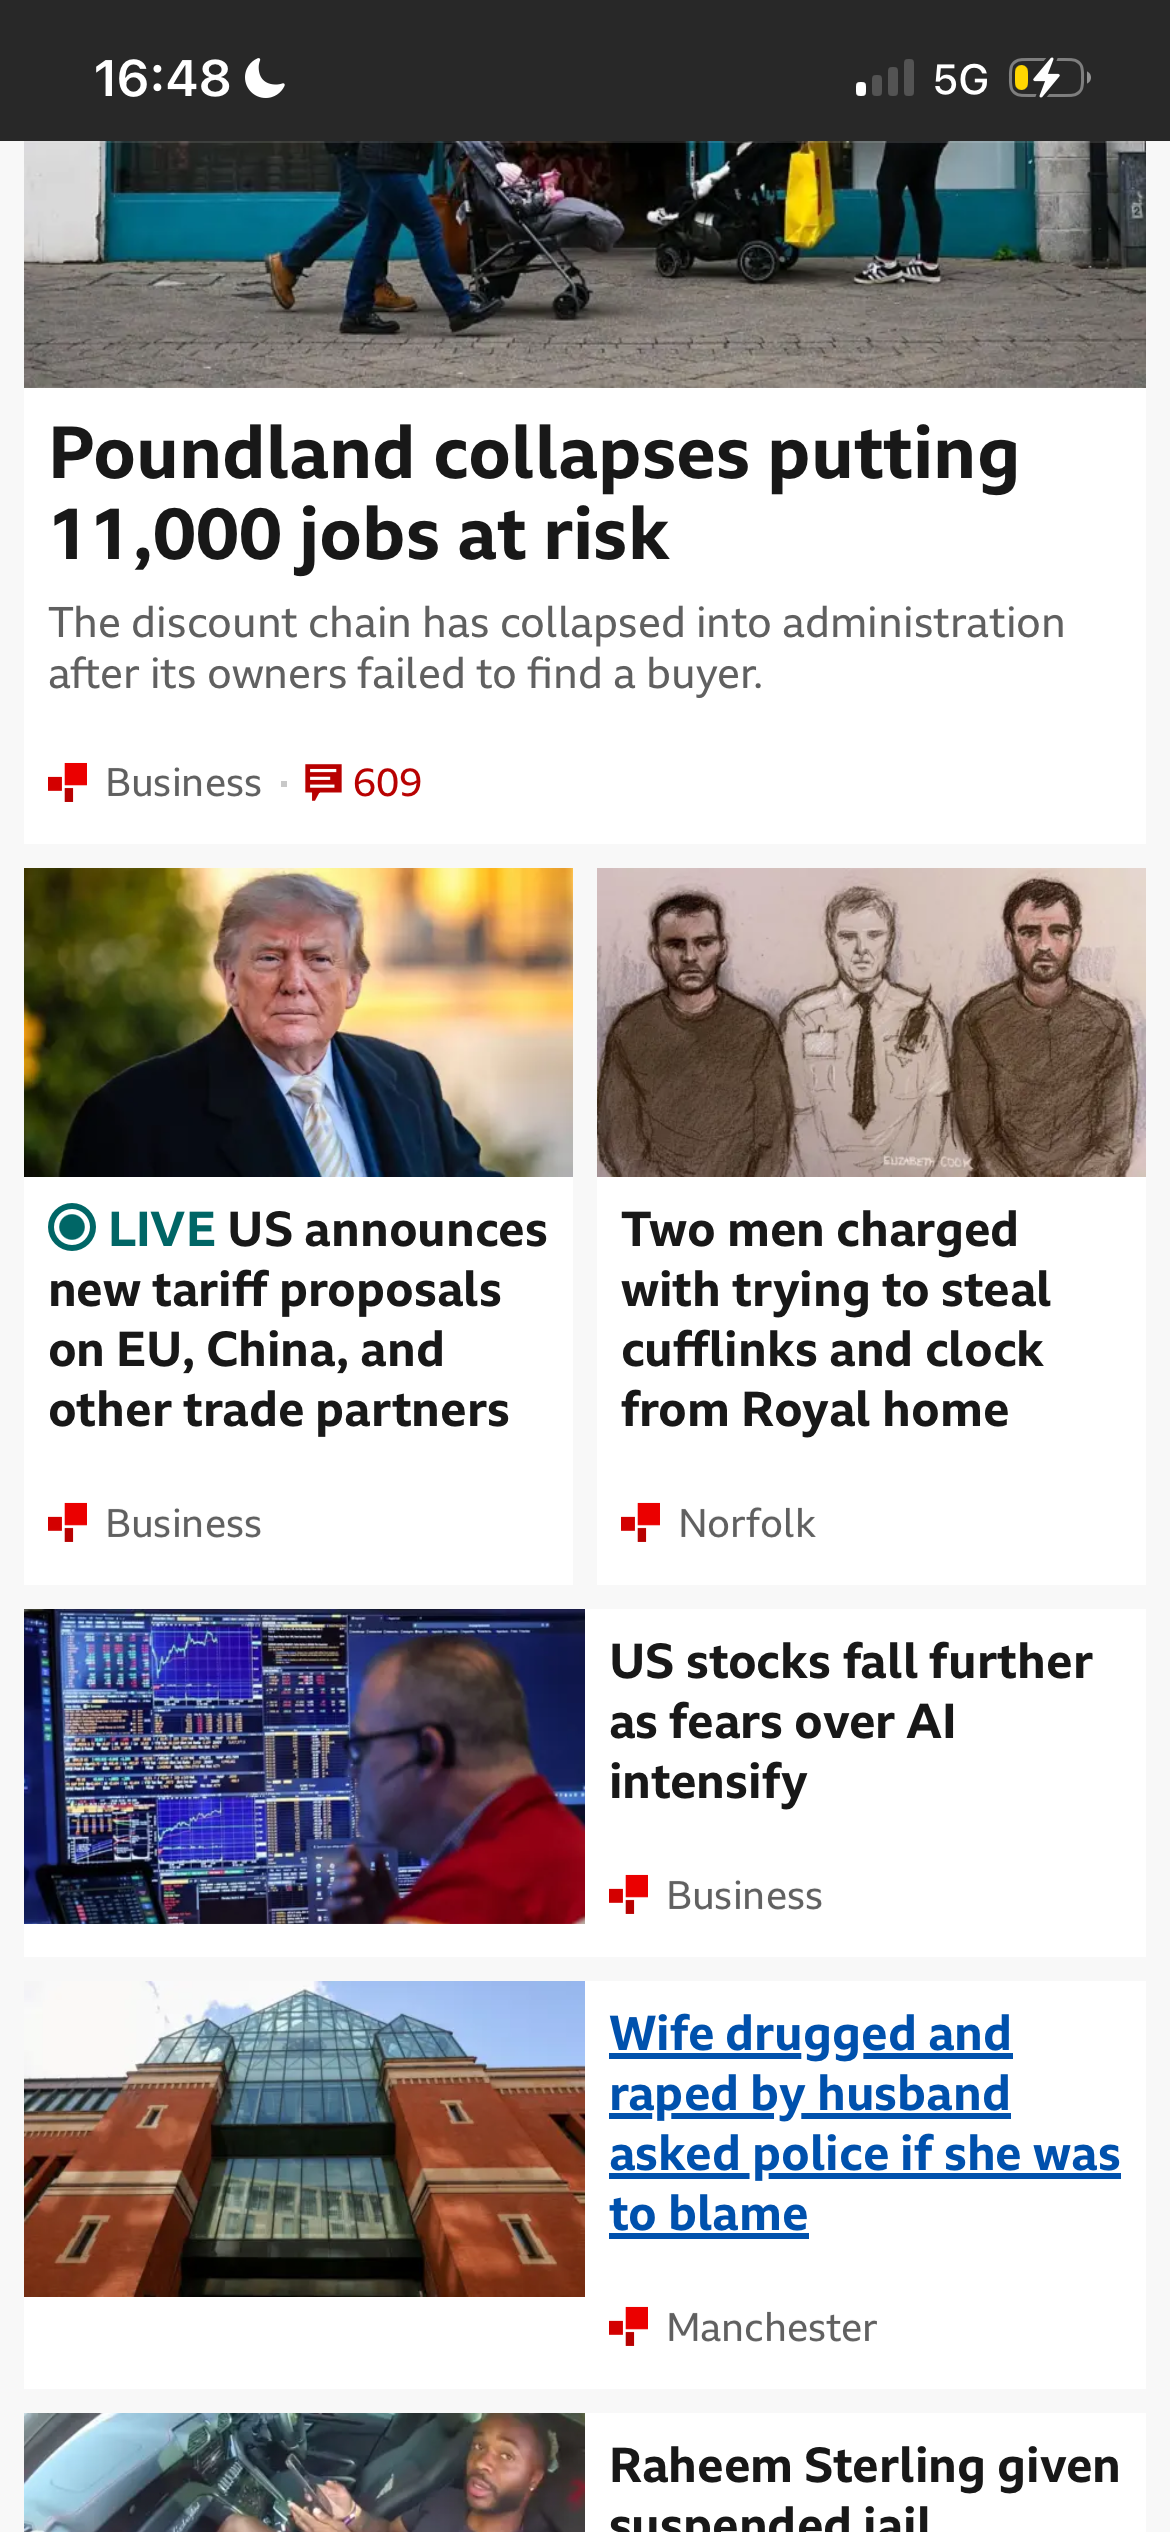 16:48
5G
Poundland collapses putting
11,000 jobs at risk
The discount chain has collapsed into administration
after its owners failed to find a buyer.
Business
609
ELIZABETH COOK
LIVE US announces
new tariff proposals
on EU, China, and
other trade partners
Business
Two men charged
with trying to steal
cufflinks and clock
from Royal home
Norfolk
US stocks fall further
as fears over AI
intensify
Business
Wife drugged and
raped by husband
asked police if she was
to blame
Manchester
Raheem Sterling given
suspended jail